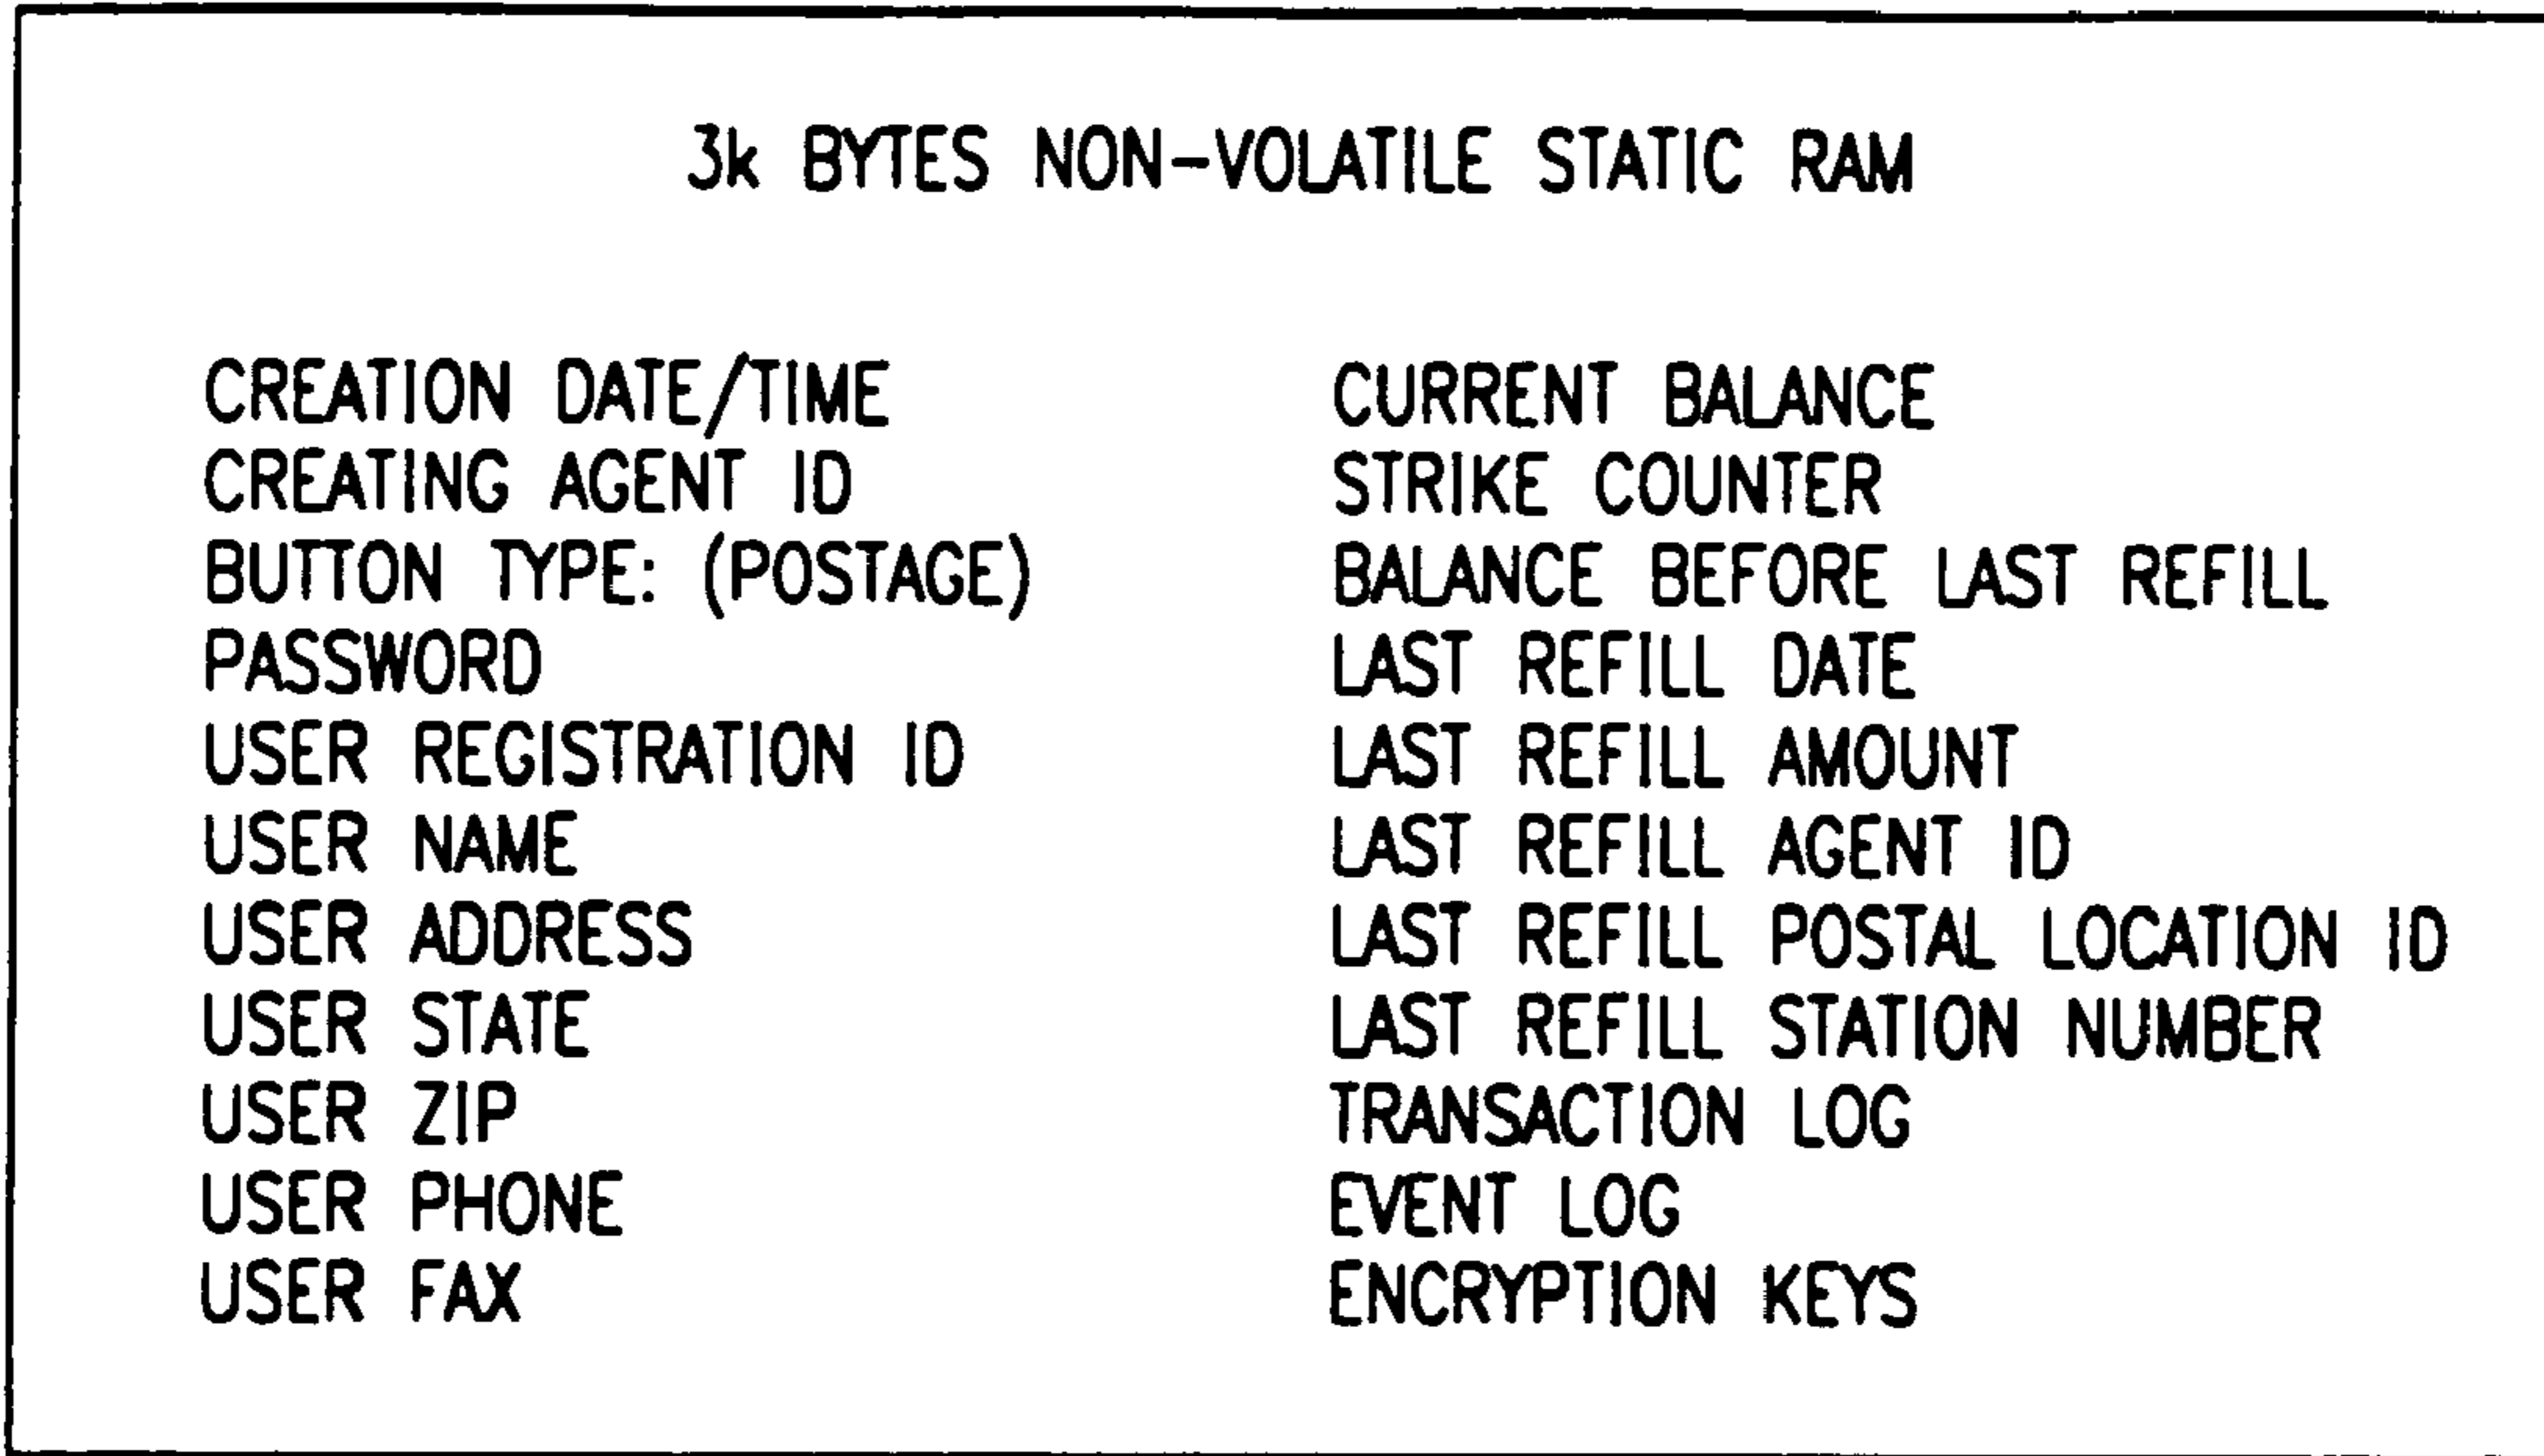 3k BYTES NON-VOLATILE STATIC RAM
CREATION DATE/TIME
CREATING AGENT ID
BUTTON TYPE: (POSTAGE)
PASSWORD
USER REGISTRATION ID
USER NAME
USER ADDRESS
USER STATE
USER ZIP
USER PHONE
USER FAX
CURRENT BALANCE
STRIKE COUNTER
BALANCE BEFORE LAST REFILL
LAST REFILL DATE
LAST REFILL AMOUNT
LAST REFILL AGENT ID
LAST REFILL POSTAL LOCATION ID
LAST REFILL STATION NUMBER
TRANSACTION LOG
EVENT LOG
ENCRYPTION KEYS